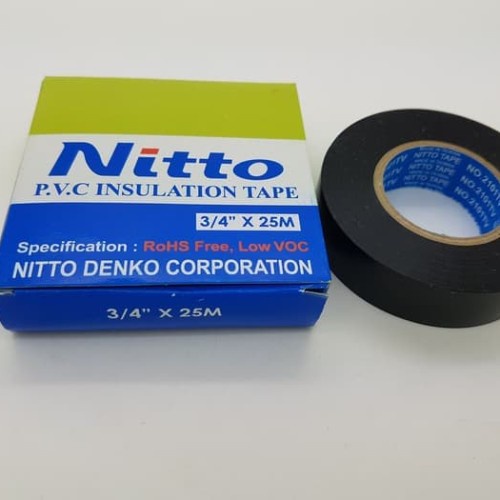 Nitto
P.V.C INSULATION TAPE
3/4" X 25M
Specification : RoHS Free, Low VOC
NITTO DENKO CORPORATION
3/4" X 25M
NITTO TAPE